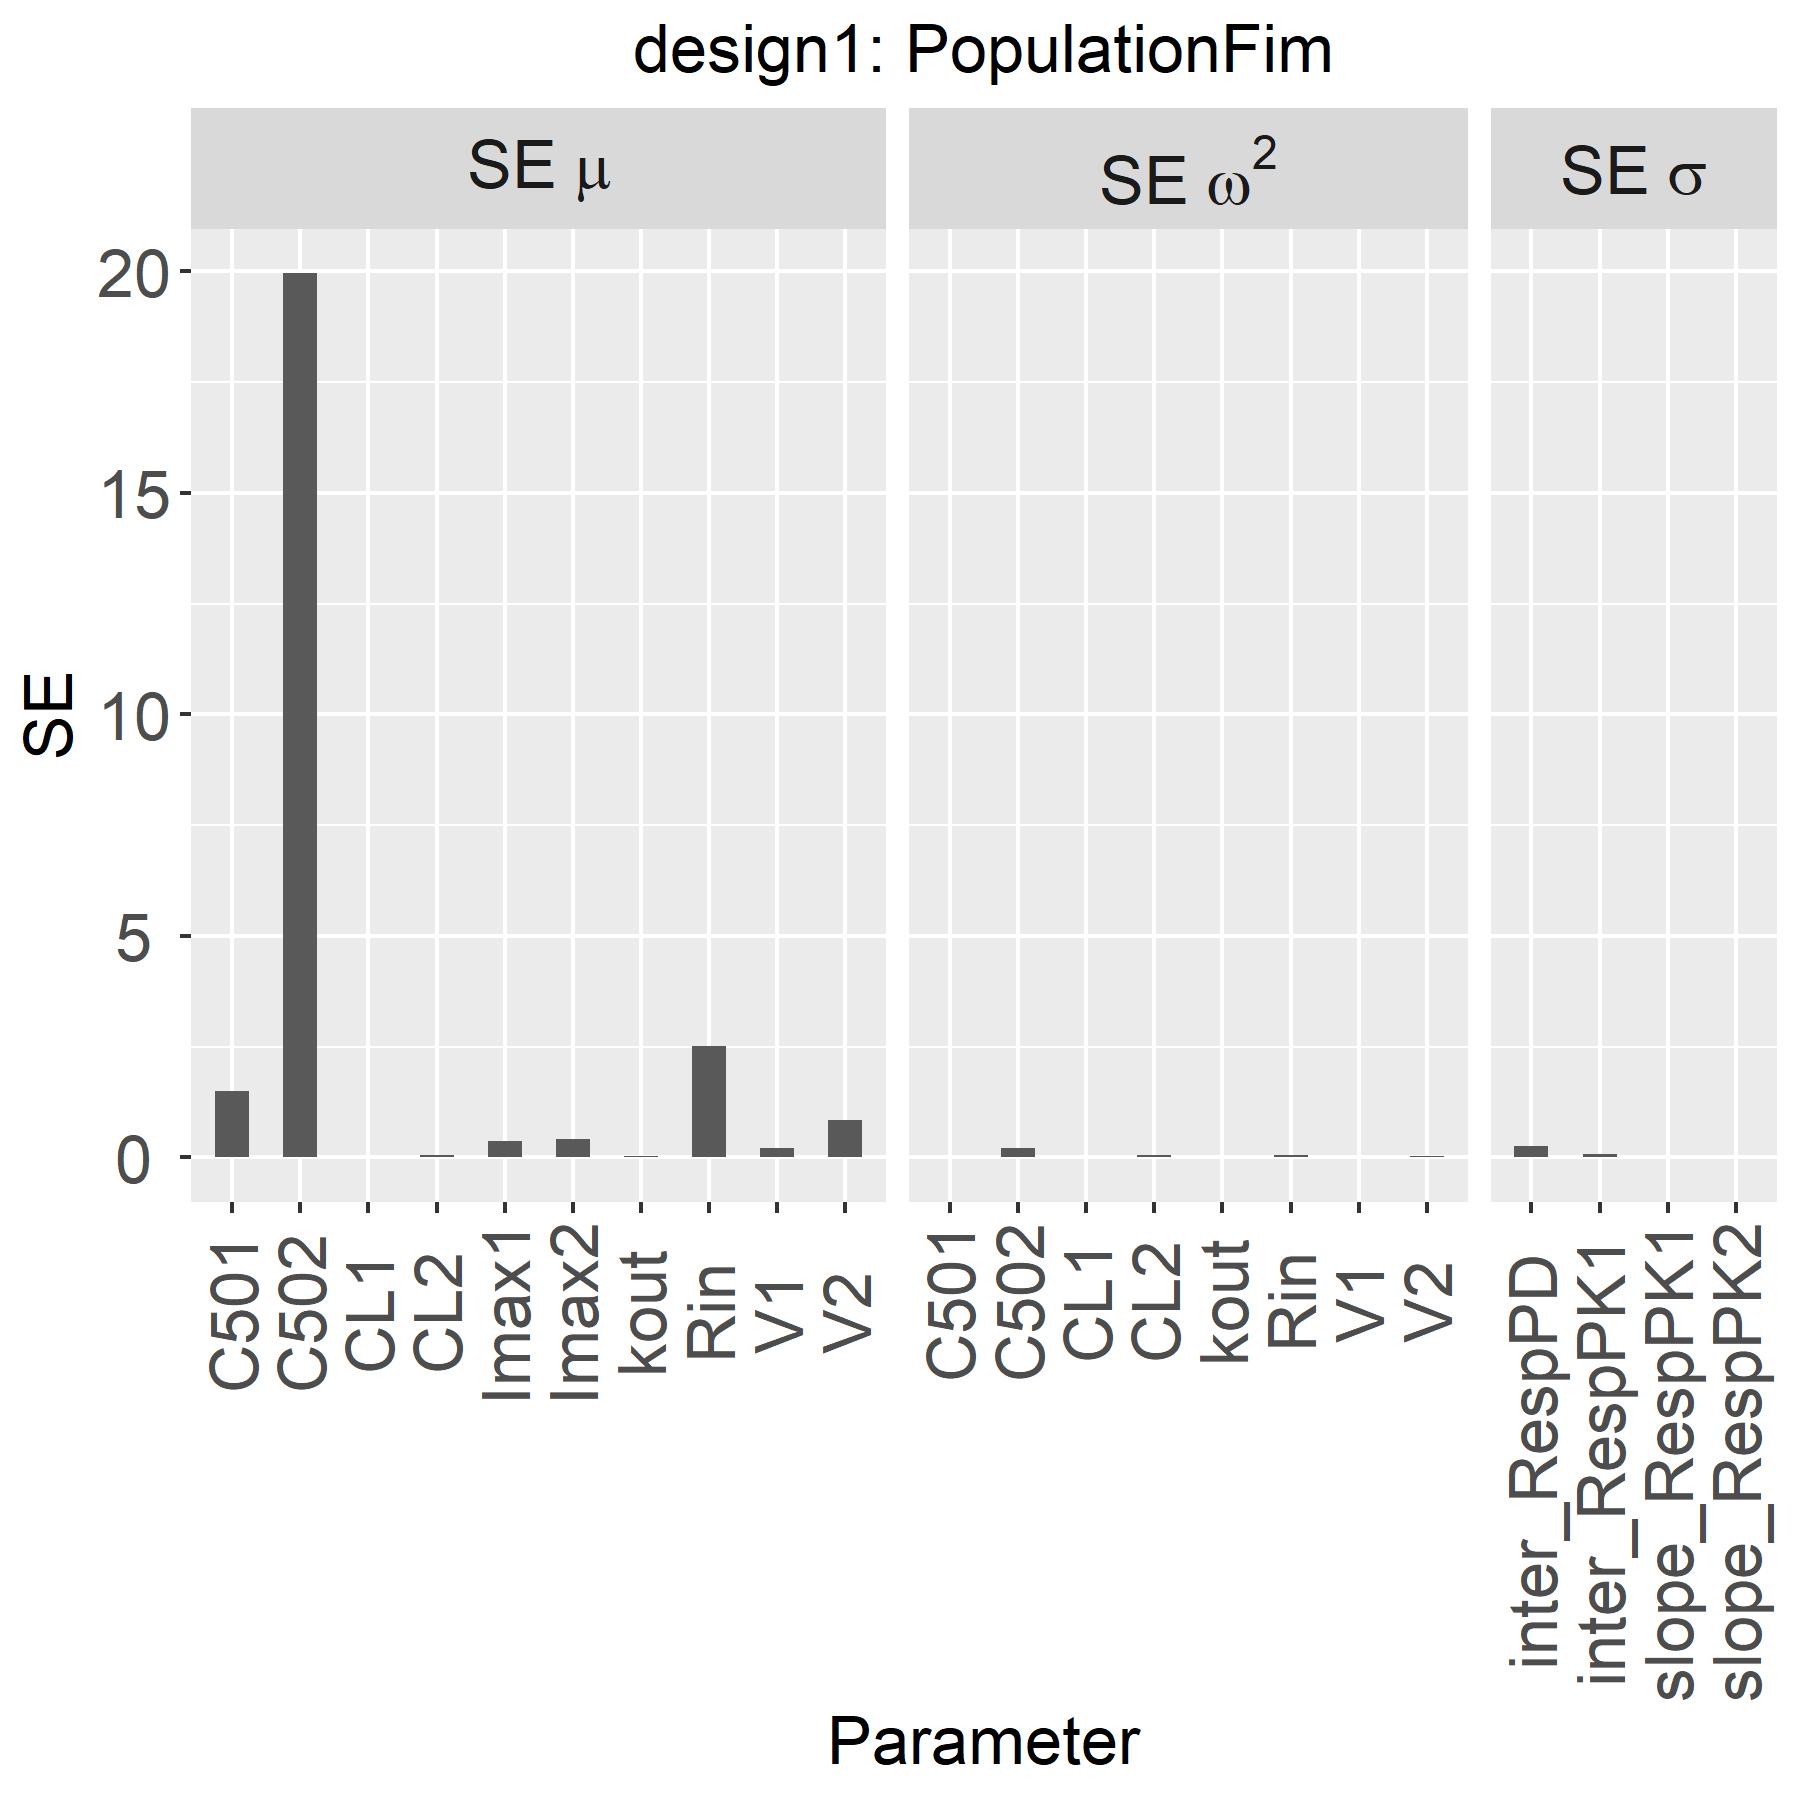 design1: PopulationFim
SE μ
SE ω²
SE σ
SE
20
15
10
5
0
C501
C502
CL1
CL2
Imax1
Imax2
kout
Rin
V1
V2
C501
C502
CL1
CL2
kout
Rin
V1
V2
inter_RespPD
inter_RespPK1
slope_RespPK1
slope_RespPK2
Parameter